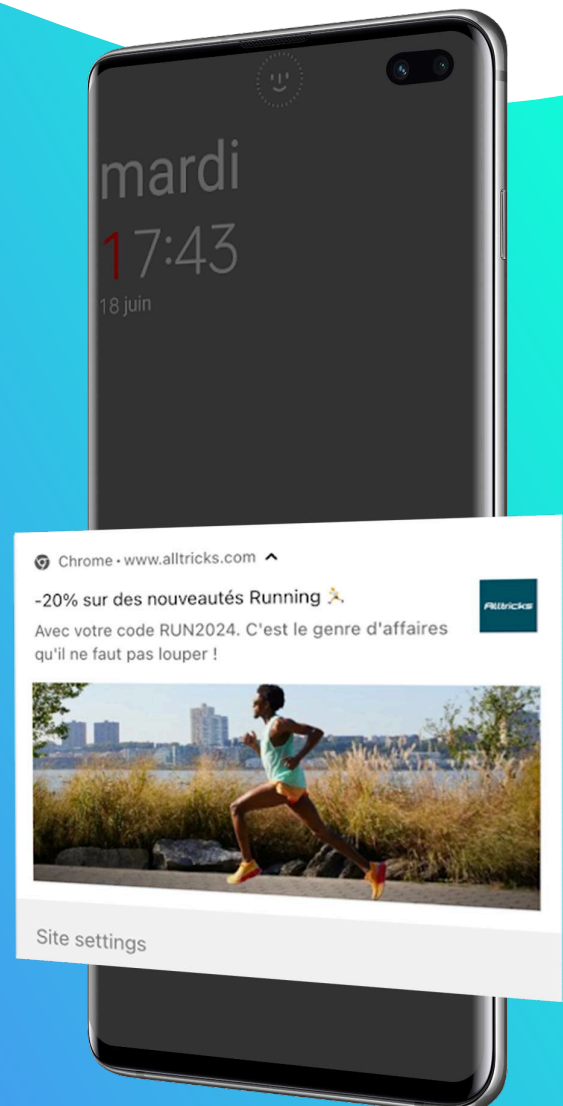 mardi
17:43
18 juin
Chrome • www.alltricks.com
-20% sur des nouveautés Running 🏃
Alltricks
Avec votre code RUN2024. C'est le genre d'affaires
qu'il ne faut pas louper !
Site settings